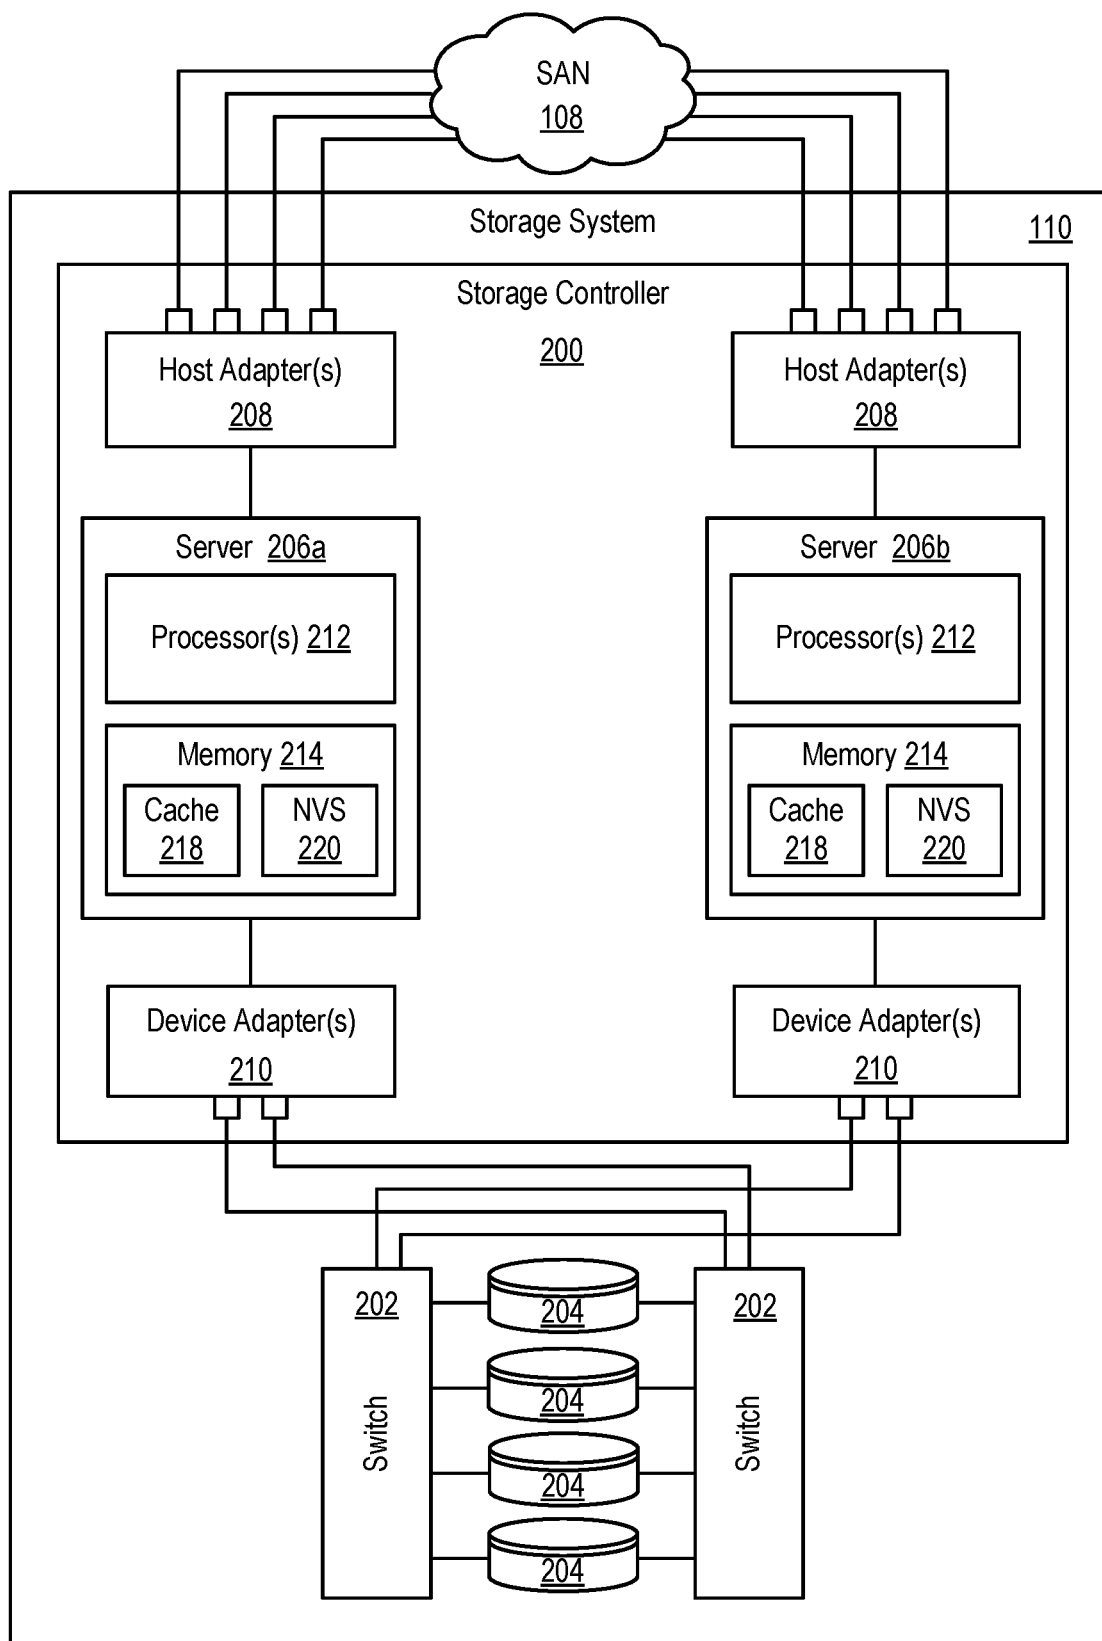 SAN
108
Storage System
110
Storage Controller
200
Host Adapter(s)
208
Host Adapter(s)
208
Server 206a
Processor(s) 212
Memory 214
Cache
218
NVS
220
Server 206b
Processor(s) 212
Memory 214
Cache
218
NVS
220
Device Adapter(s)
210
Device Adapter(s)
210
202
Switch
204
204
204
204
202
Switch